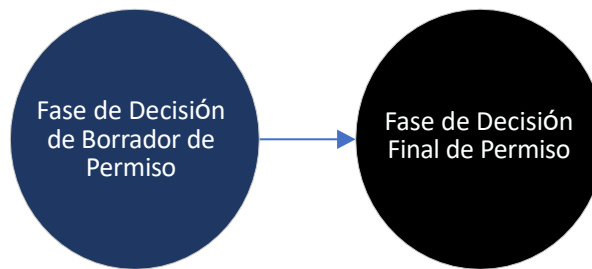 Fase de Decisión
de Borrador de
Permiso
Fase de Decisión
Final de Permiso